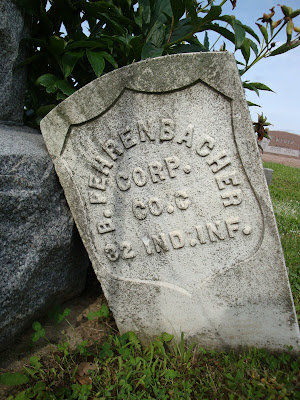 B. FEHRENBACHER
CORP.
CO. C
32 IND. INF.